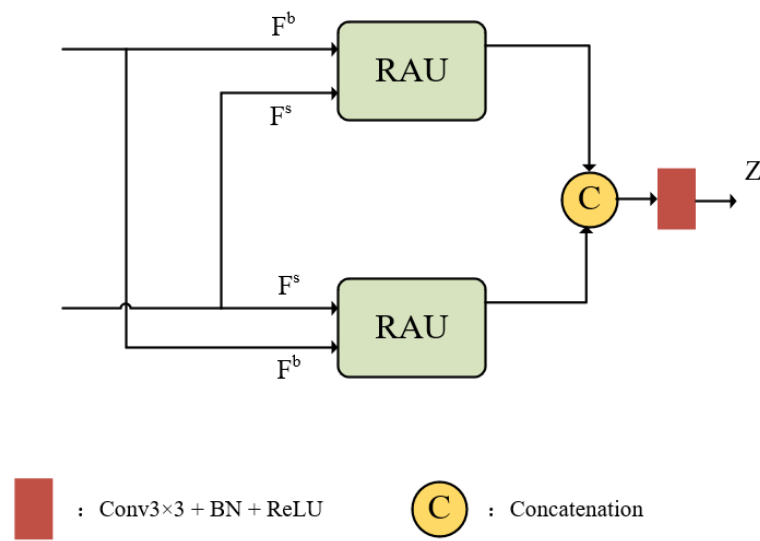 F^b
RAU
F^s
C
Z
F^s
RAU
F^b
: Conv3×3 + BN + ReLU
C : Concatenation